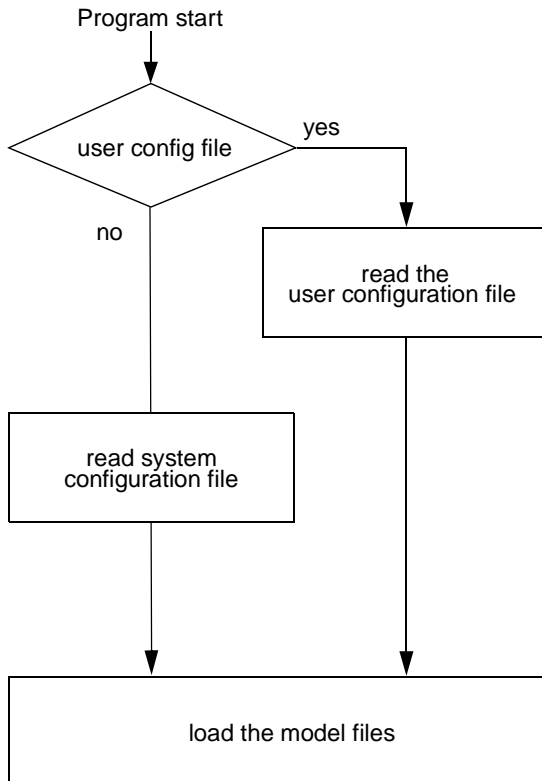 Program start
user config file
yes
no
read the
user configuration file
read system
configuration file
load the model files